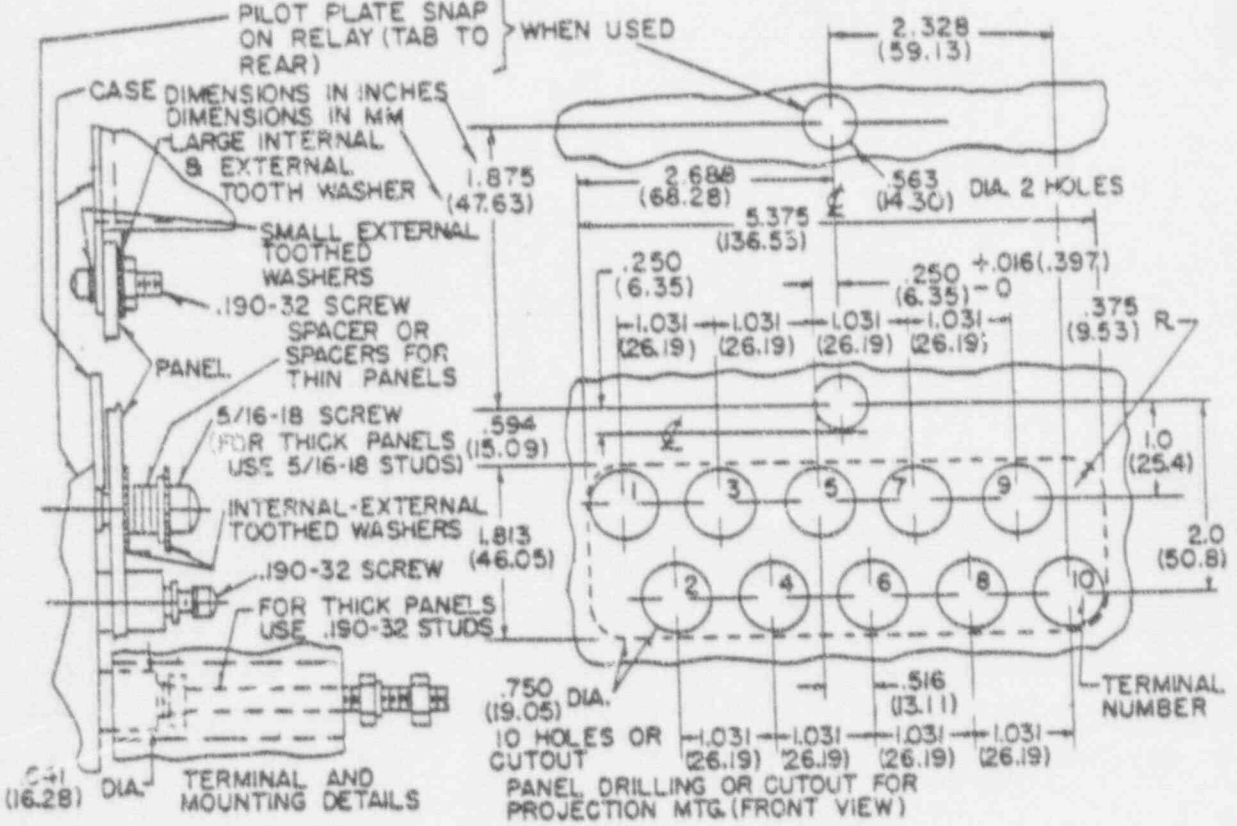 PILOT PLATE SNAP
ON RELAY (TAB TO
REAR)
WHEN USED
2.328
(59.13)
CASE
DIMENSIONS IN INCHES
DIMENSIONS IN MM
LARGE INTERNAL
& EXTERNAL
TOOTH WASHER
1.875
(47.63)
2.688
(68.28)
.563
(14.30)
DIA. 2 HOLES
5.375
(136.53)
SMALL EXTERNAL
TOOTHED
WASHERS
.250
(6.35)
.250
(6.35)
+.016(.397)
-0
.190-32 SCREW
.375
(9.53) R.
1.031
(26.19)
1.031
(26.19)
1.031
(26.19)
1.031
(26.19)
SPACER OR
SPACERS FOR
THIN PANELS
PANEL
5/16-18 SCREW
(FOR THICK PANELS
USE 5/16-18 STUDS)
.594
(15.09)
1.0
(25.4)
1 3 5 7 9
INTERNAL-EXTERNAL
TOOTHED WASHERS
1.813
(46.05)
2.0
(50.8)
.190-32 SCREW
2 4 6 8 10
FOR THICK PANELS
USE .190-32 STUDS
.750 DIA.
(19.05)
10 HOLES OR
CUTOUT
.516
(13.11)
TERMINAL
NUMBER
1.031
(26.19)
1.031
(26.19)
1.031
(26.19)
1.031
(26.19)
(16.28) DIA.
TERMINAL AND
MOUNTING DETAILS
PANEL DRILLING OR CUTOUT FOR
PROJECTION MTG. (FRONT VIEW)